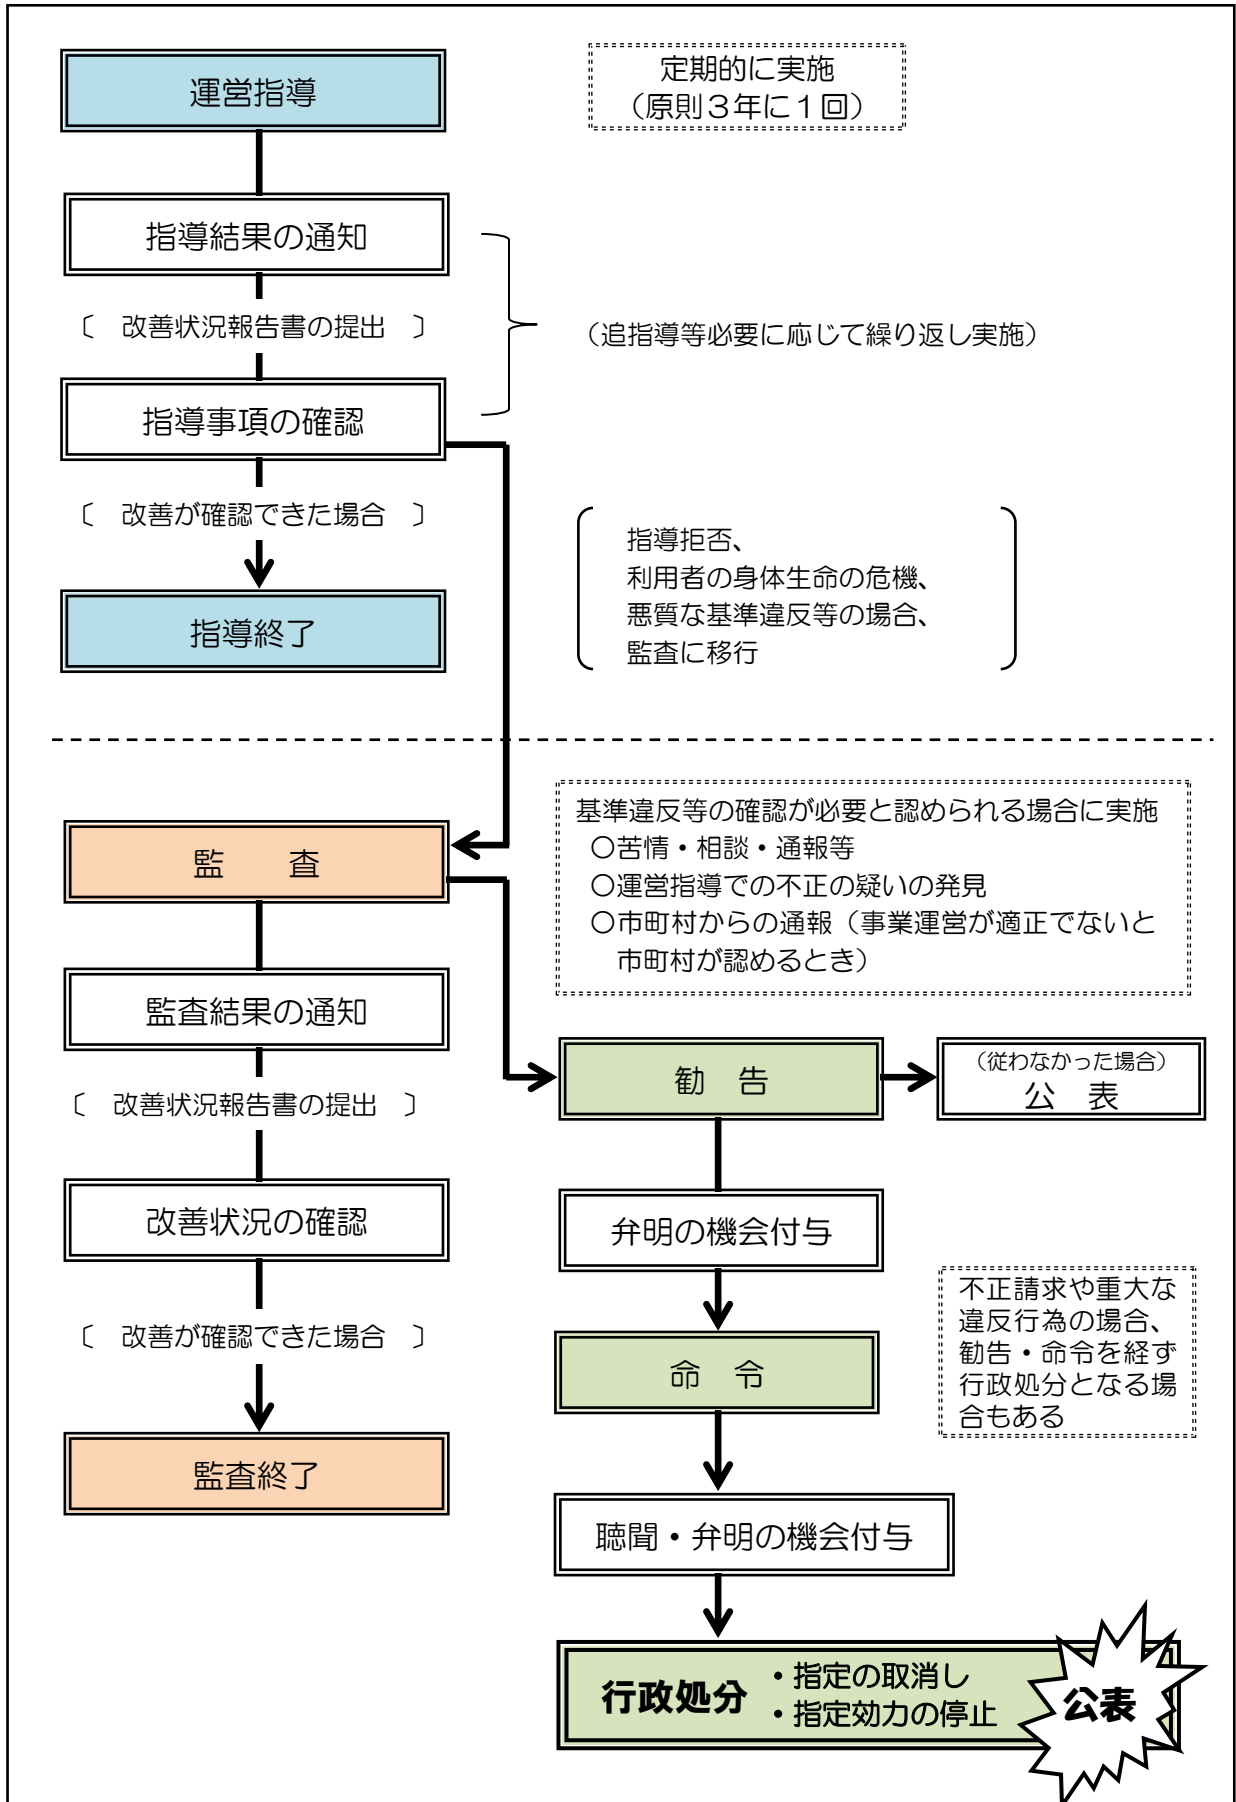 運営指導
定期的に実施
（原則３年に１回）
指導結果の通知
〔　改善状況報告書の提出　〕
（追指導等必要に応じて繰り返し実施）
指導事項の確認
〔　改善が確認できた場合　〕
指導拒否、
利用者の身体生命の危機、
悪質な基準違反等の場合、
監査に移行
指導終了
基準違反等の確認が必要と認められる場合に実施
〇苦情・相談・通報等
〇運営指導での不正の疑いの発見
〇市町村からの通報（事業運営が適正でないと
市町村が認めるとき）
監　　査
監査結果の通知
〔　改善状況報告書の提出　〕
改善状況の確認
〔　改善が確認できた場合　〕
監査終了
勧　告
（従わなかった場合）
公　表
弁明の機会付与
命　令
不正請求や重大な
違反行為の場合、
勧告・命令を経ず
行政処分となる場
合もある
聴聞・弁明の機会付与
行政処分
・指定の取消し
・指定効力の停止
公表